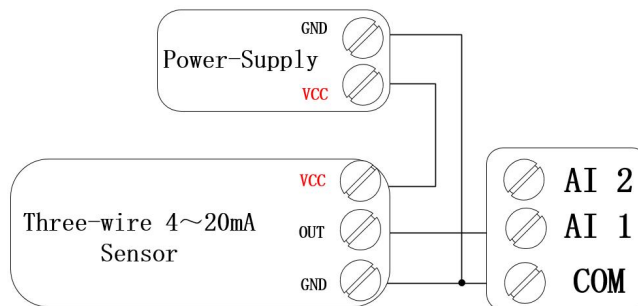 GND
Power-Supply
VCC
VCC
AI 2
Three-wire 4～20mA
OUT
AI 1
Sensor
GND
COM